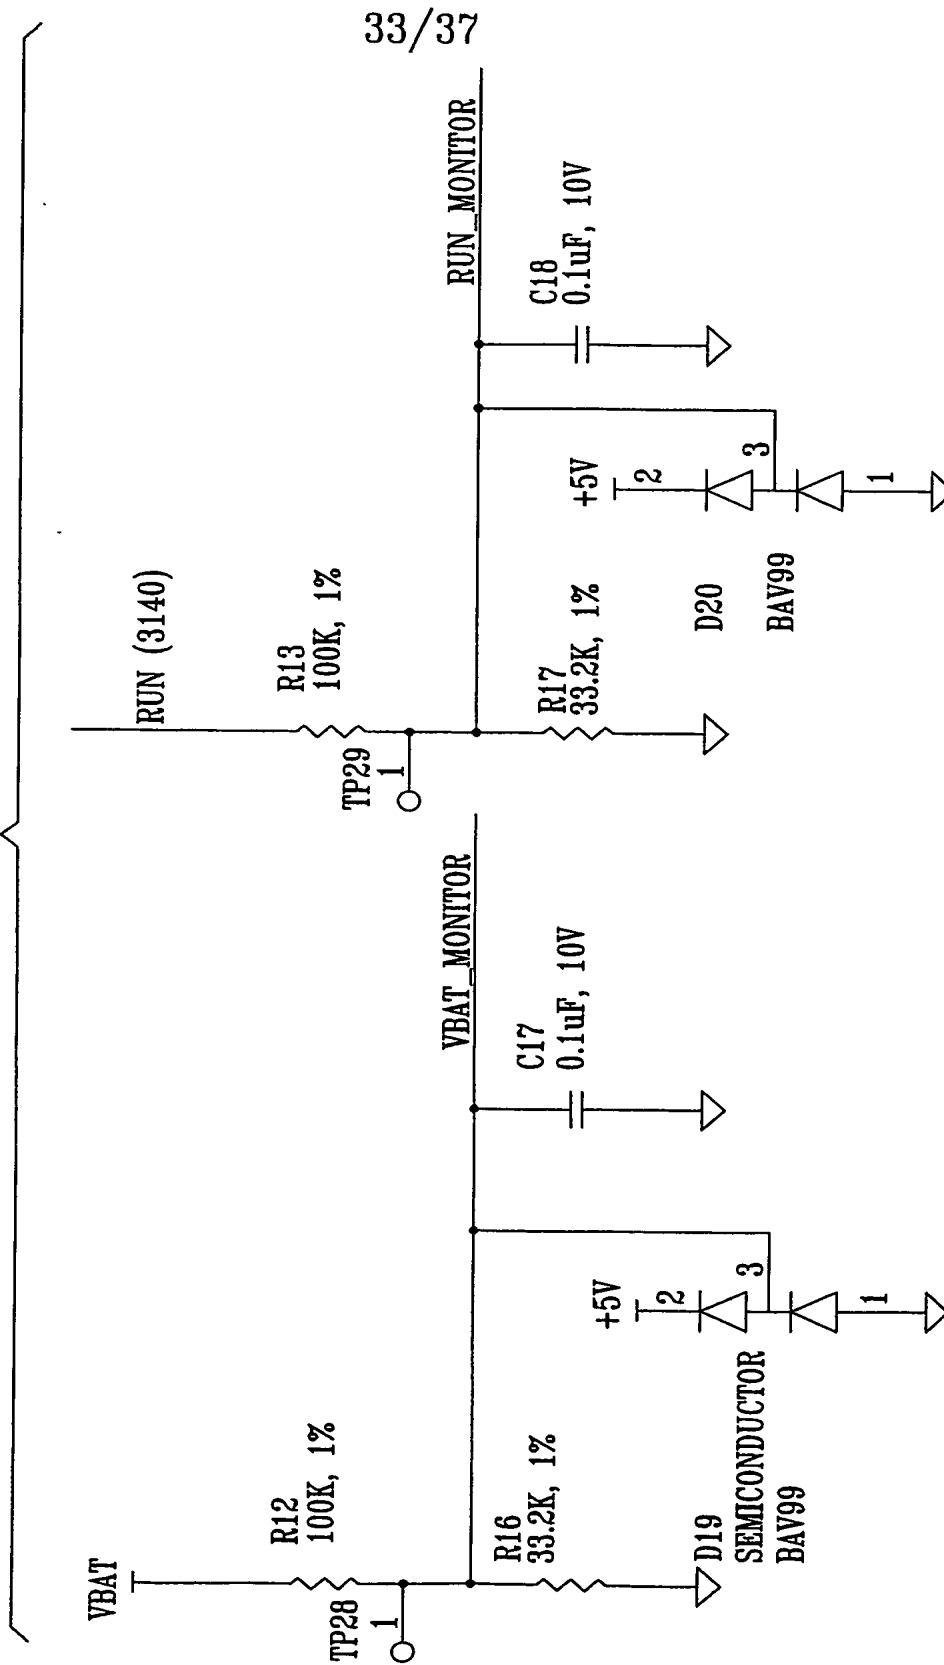 33/37
VBAT
R12
100K, 1%
TP28
1
R16
33.2K, 1%
VBAT_MONITOR
C17
0.1uF, 10V
+5V
2
3
1
D19
SEMICONDUCTOR
BAV99
RUN (3140)
R13
100K, 1%
TP29
1
R17
33.2K, 1%
RUN_MONITOR
C18
0.1uF, 10V
+5V
2
3
1
D20
BAV99